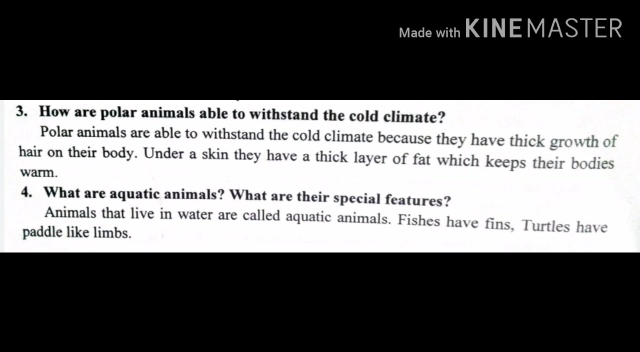 Made with KINEMASTER
3. How are polar animals able to withstand the cold climate?
Polar animals are able to withstand the cold climate because they have thick growth of
hair on their body. Under a skin they have a thick layer of fat which keeps their bodies
warm.
4. What are aquatic animals? What are their special features?
Animals that live in water are called aquatic animals. Fishes have fins, Turtles have
paddle like limbs.